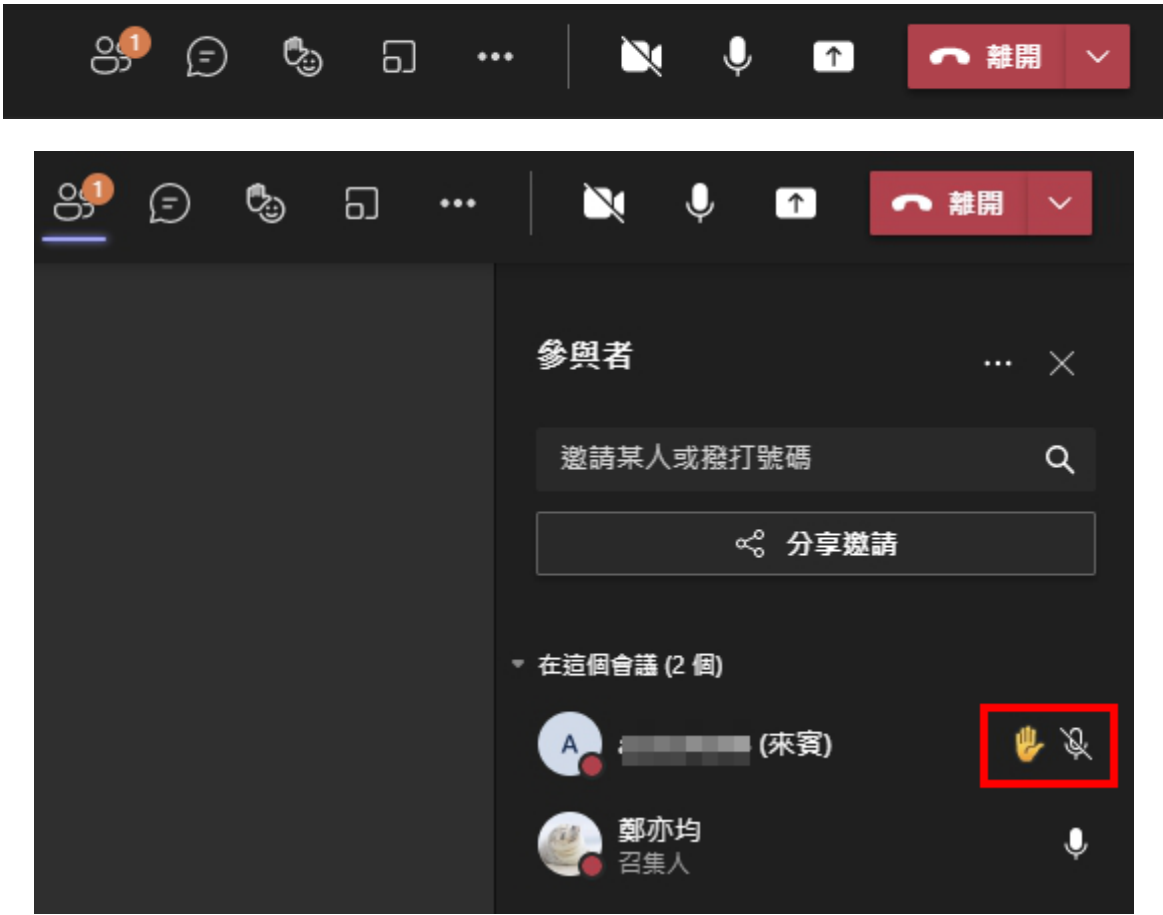 1
離開
1
離開
參與者
邀請某人或撥打號碼
分享邀請
在這個會議 (2 個)
A
(來賓)
鄭亦均
召集人